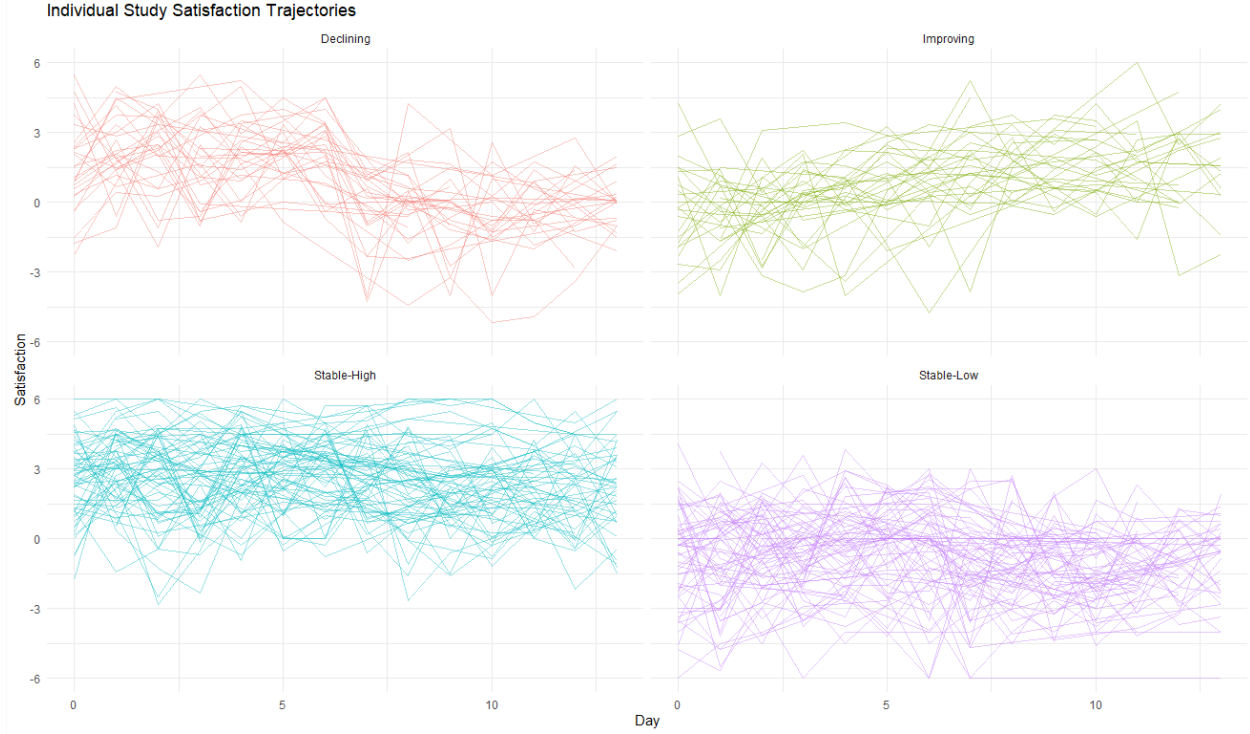 Individual Study Satisfaction Trajectories
Declining
Improving
6
3
0
-3
-6
Stable-High
Stable-Low
Satisfaction
6
3
0
-3
-6
0
5
10
0
5
10
Day